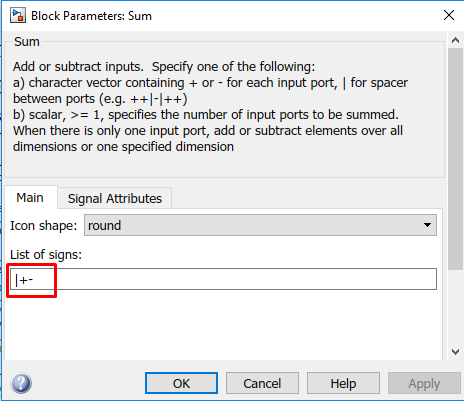 Block Parameters: Sum
Sum
Add or subtract inputs. Specify one of the following:
a) character vector containing + or - for each input port, | for spacer
between ports (e.g. ++|-|++)
b) scalar, >= 1, specifies the number of input ports to be summed.
When there is only one input port, add or subtract elements over all
dimensions or one specified dimension
Main Signal Attributes
Icon shape: round
List of signs:
|+-
OK Cancel Help Apply